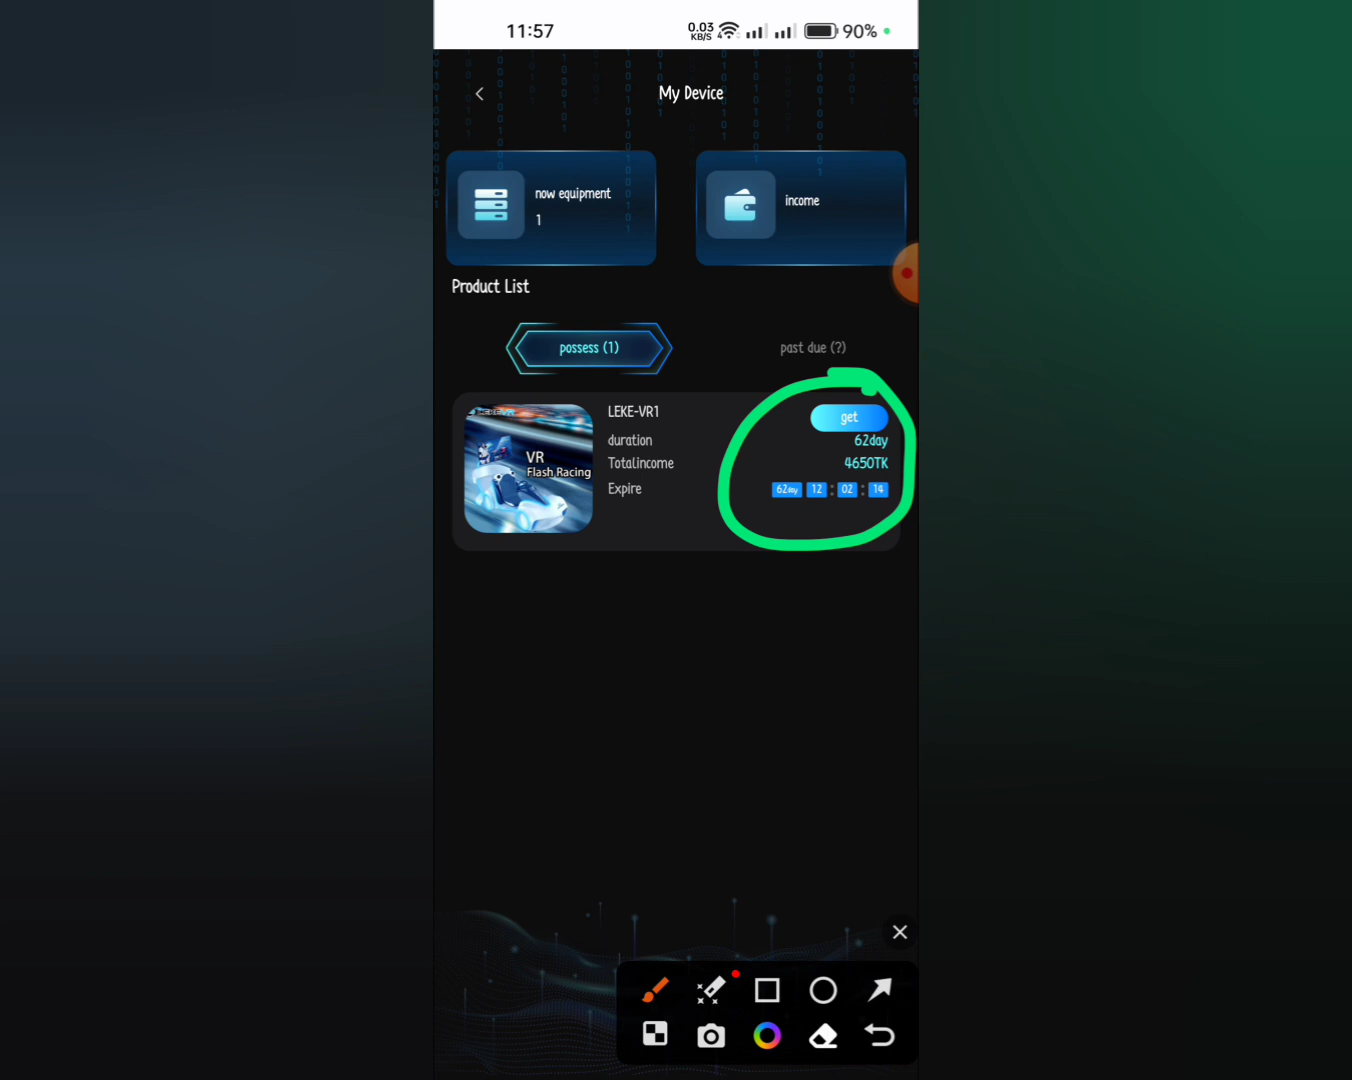 11:57
0.03
KB/S
4
90%
My Device
now equipment
1
income
Product List
possess (1)
past due (?)
LEKE-VR1
get
duration
62day
Totalincome
4650TK
Expire
12 : 02 : 14
VR
Flash Racing